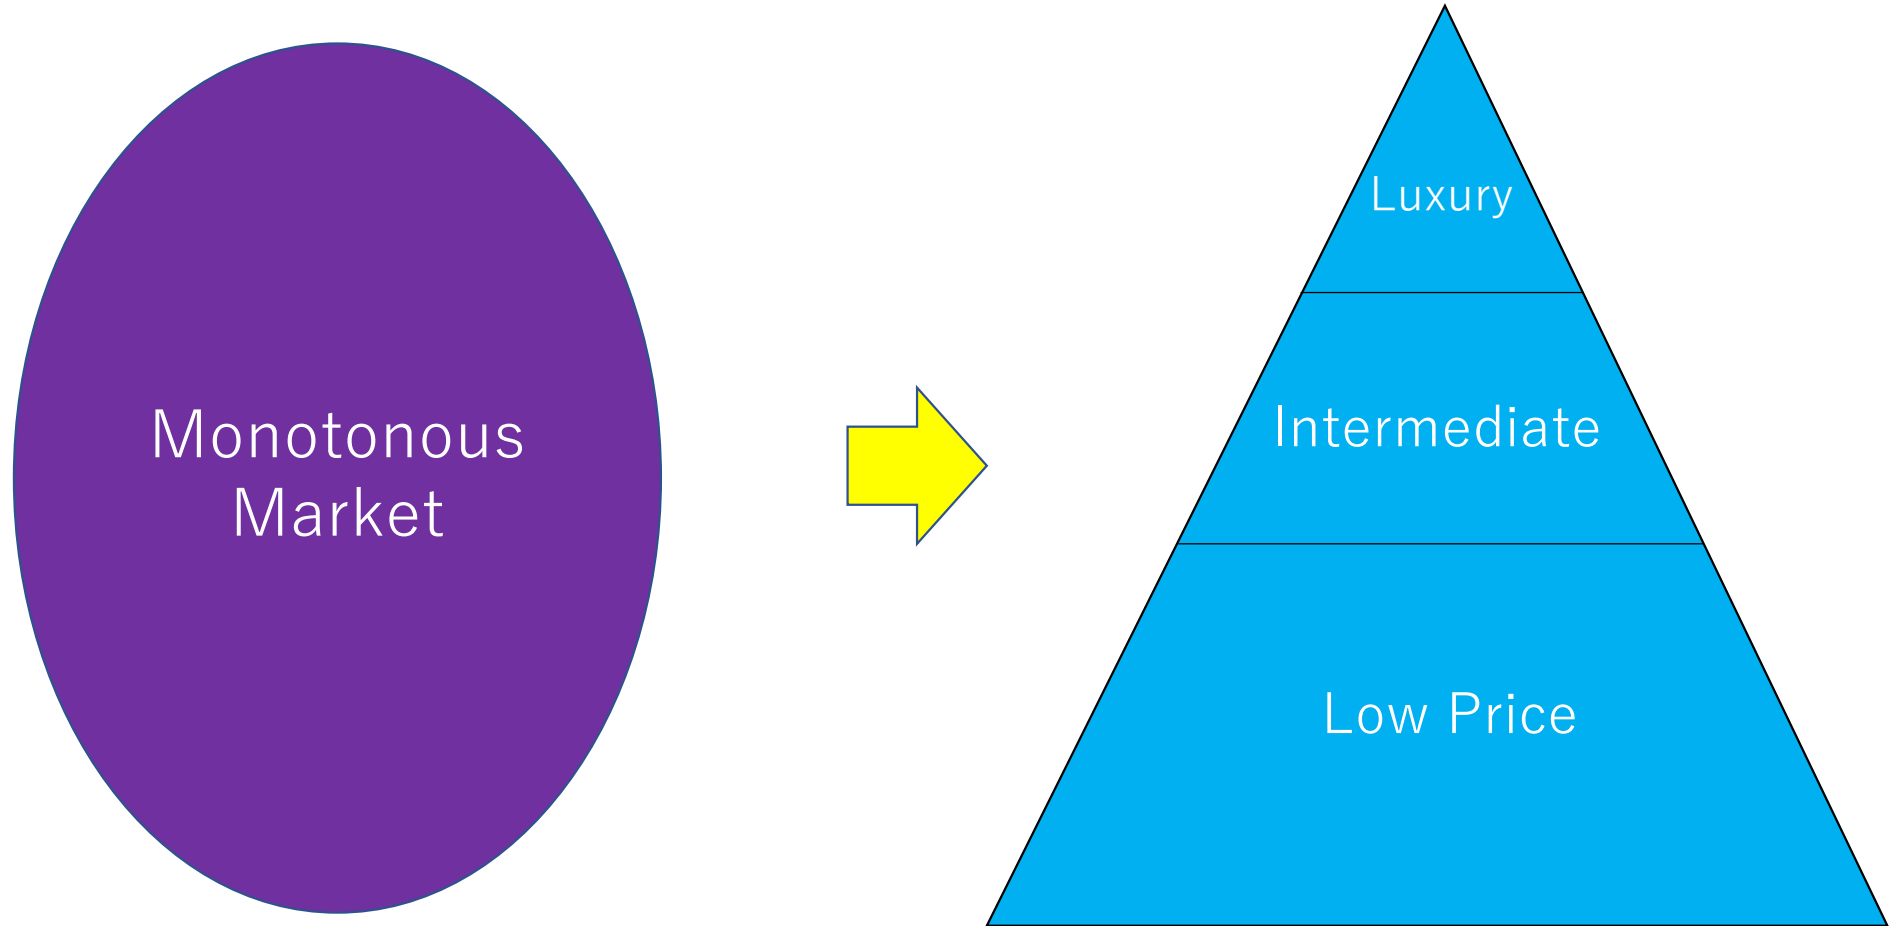 Monotonous
Market
Luxury
Intermediate
Low Price